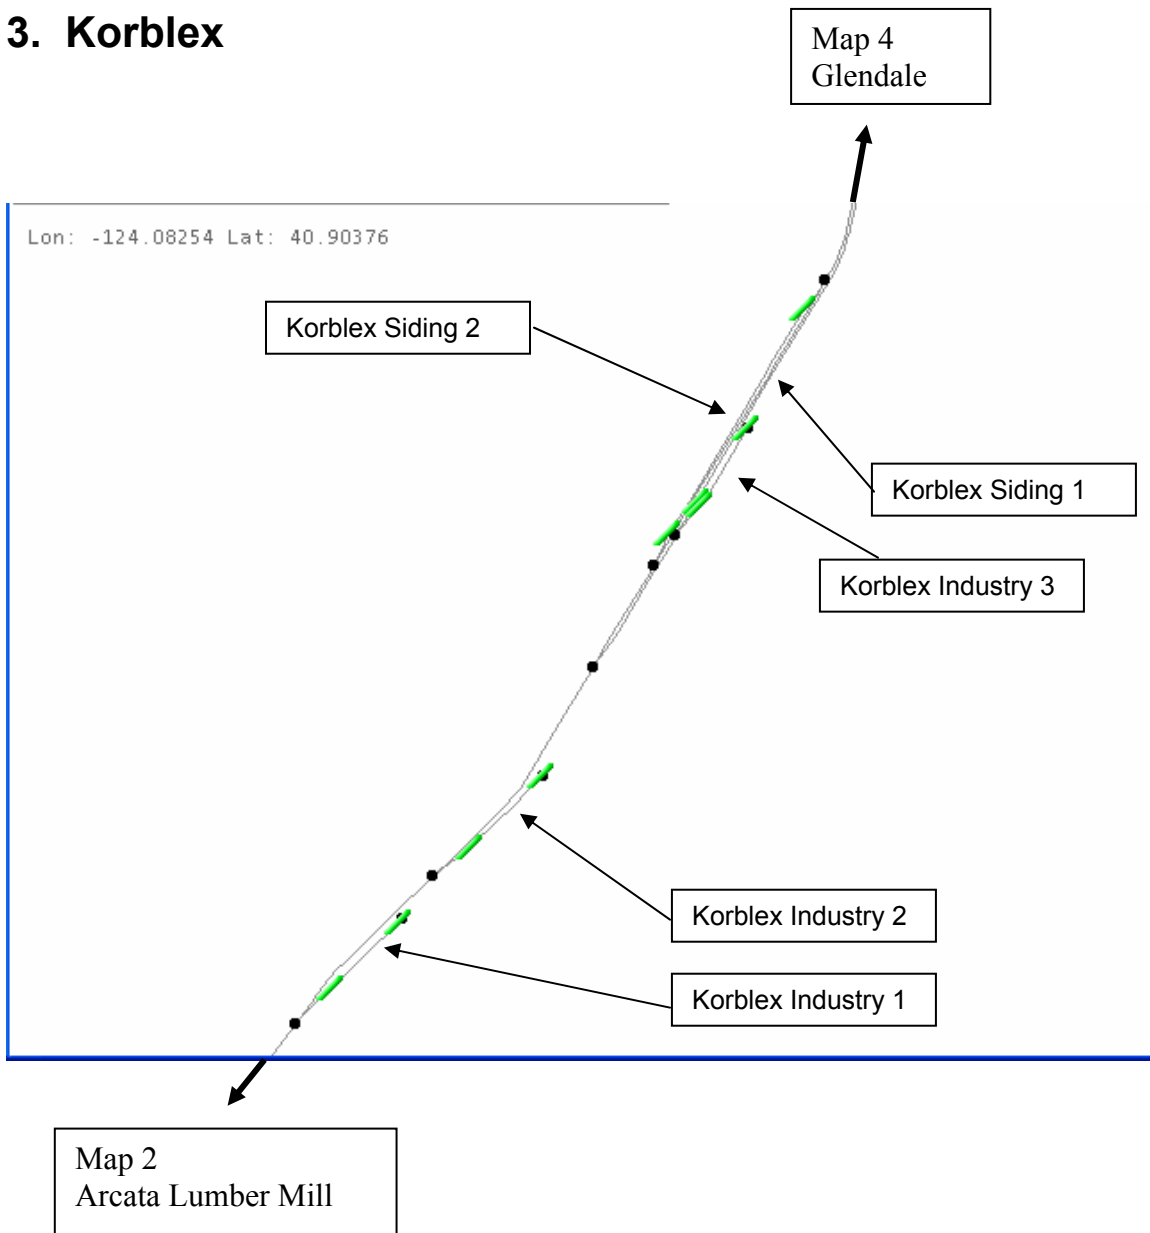 3. Korblex
Map 4
Glendale
Lon: -124.08254 Lat: 40.90376
Korblex Siding 2
Korblex Siding 1
Korblex Industry 3
Korblex Industry 2
Korblex Industry 1
Map 2
Arcata Lumber Mill